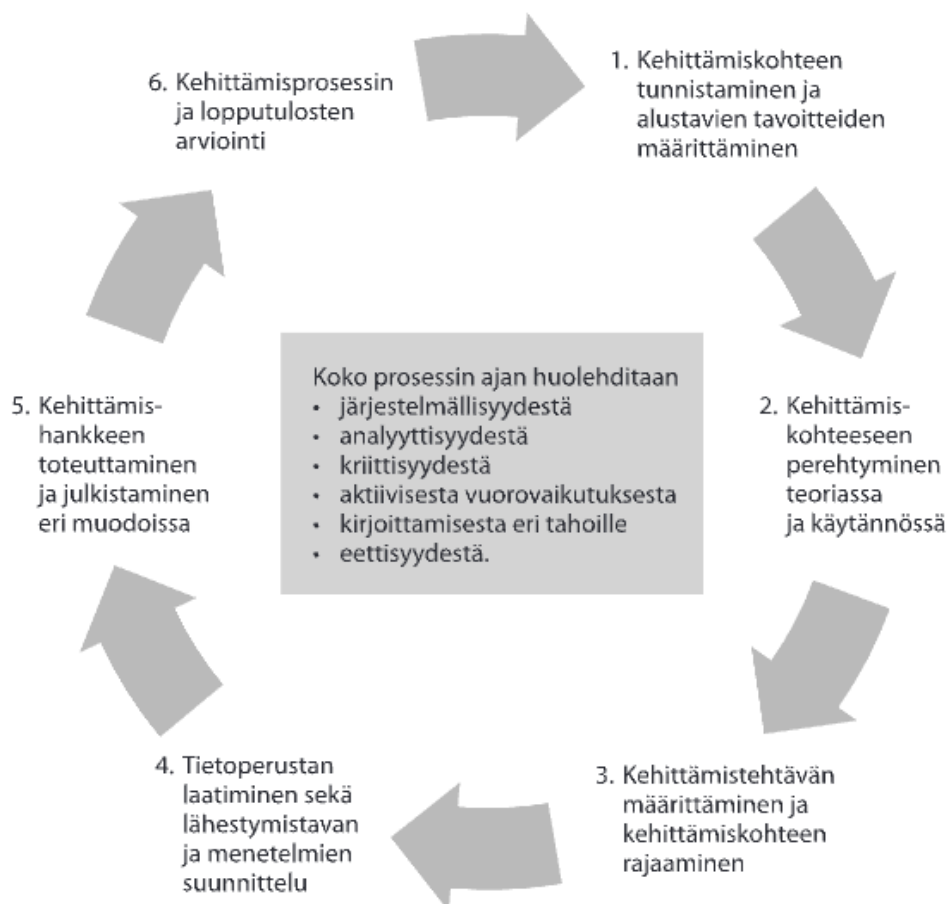 1. Kehittämiskohteen
tunnistaminen ja
alustavien tavoitteiden
määrittäminen
2. Kehittämis-
kohteeseen
perehtyminen
teoriassa
ja käytännössä
3. Kehittämistehtävän
määrittäminen ja
kehittämiskohteen
rajaaminen
4. Tietoperustan
laatiminen sekä
lähestymistavan
ja menetelmien
suunnittelu
5. Kehittämis-
hankkeen
toteuttaminen
ja julkistaminen
eri muodoissa
6. Kehittämisprosessin
ja lopputulosten
arviointi
Koko prosessin ajan huolehditaan
• järjestelmällisyydestä
• analyyttisyydestä
• kriittisyydestä
• aktiivisesta vuorovaikutuksesta
• kirjoittamisesta eri tahoille
• eettisyydestä.